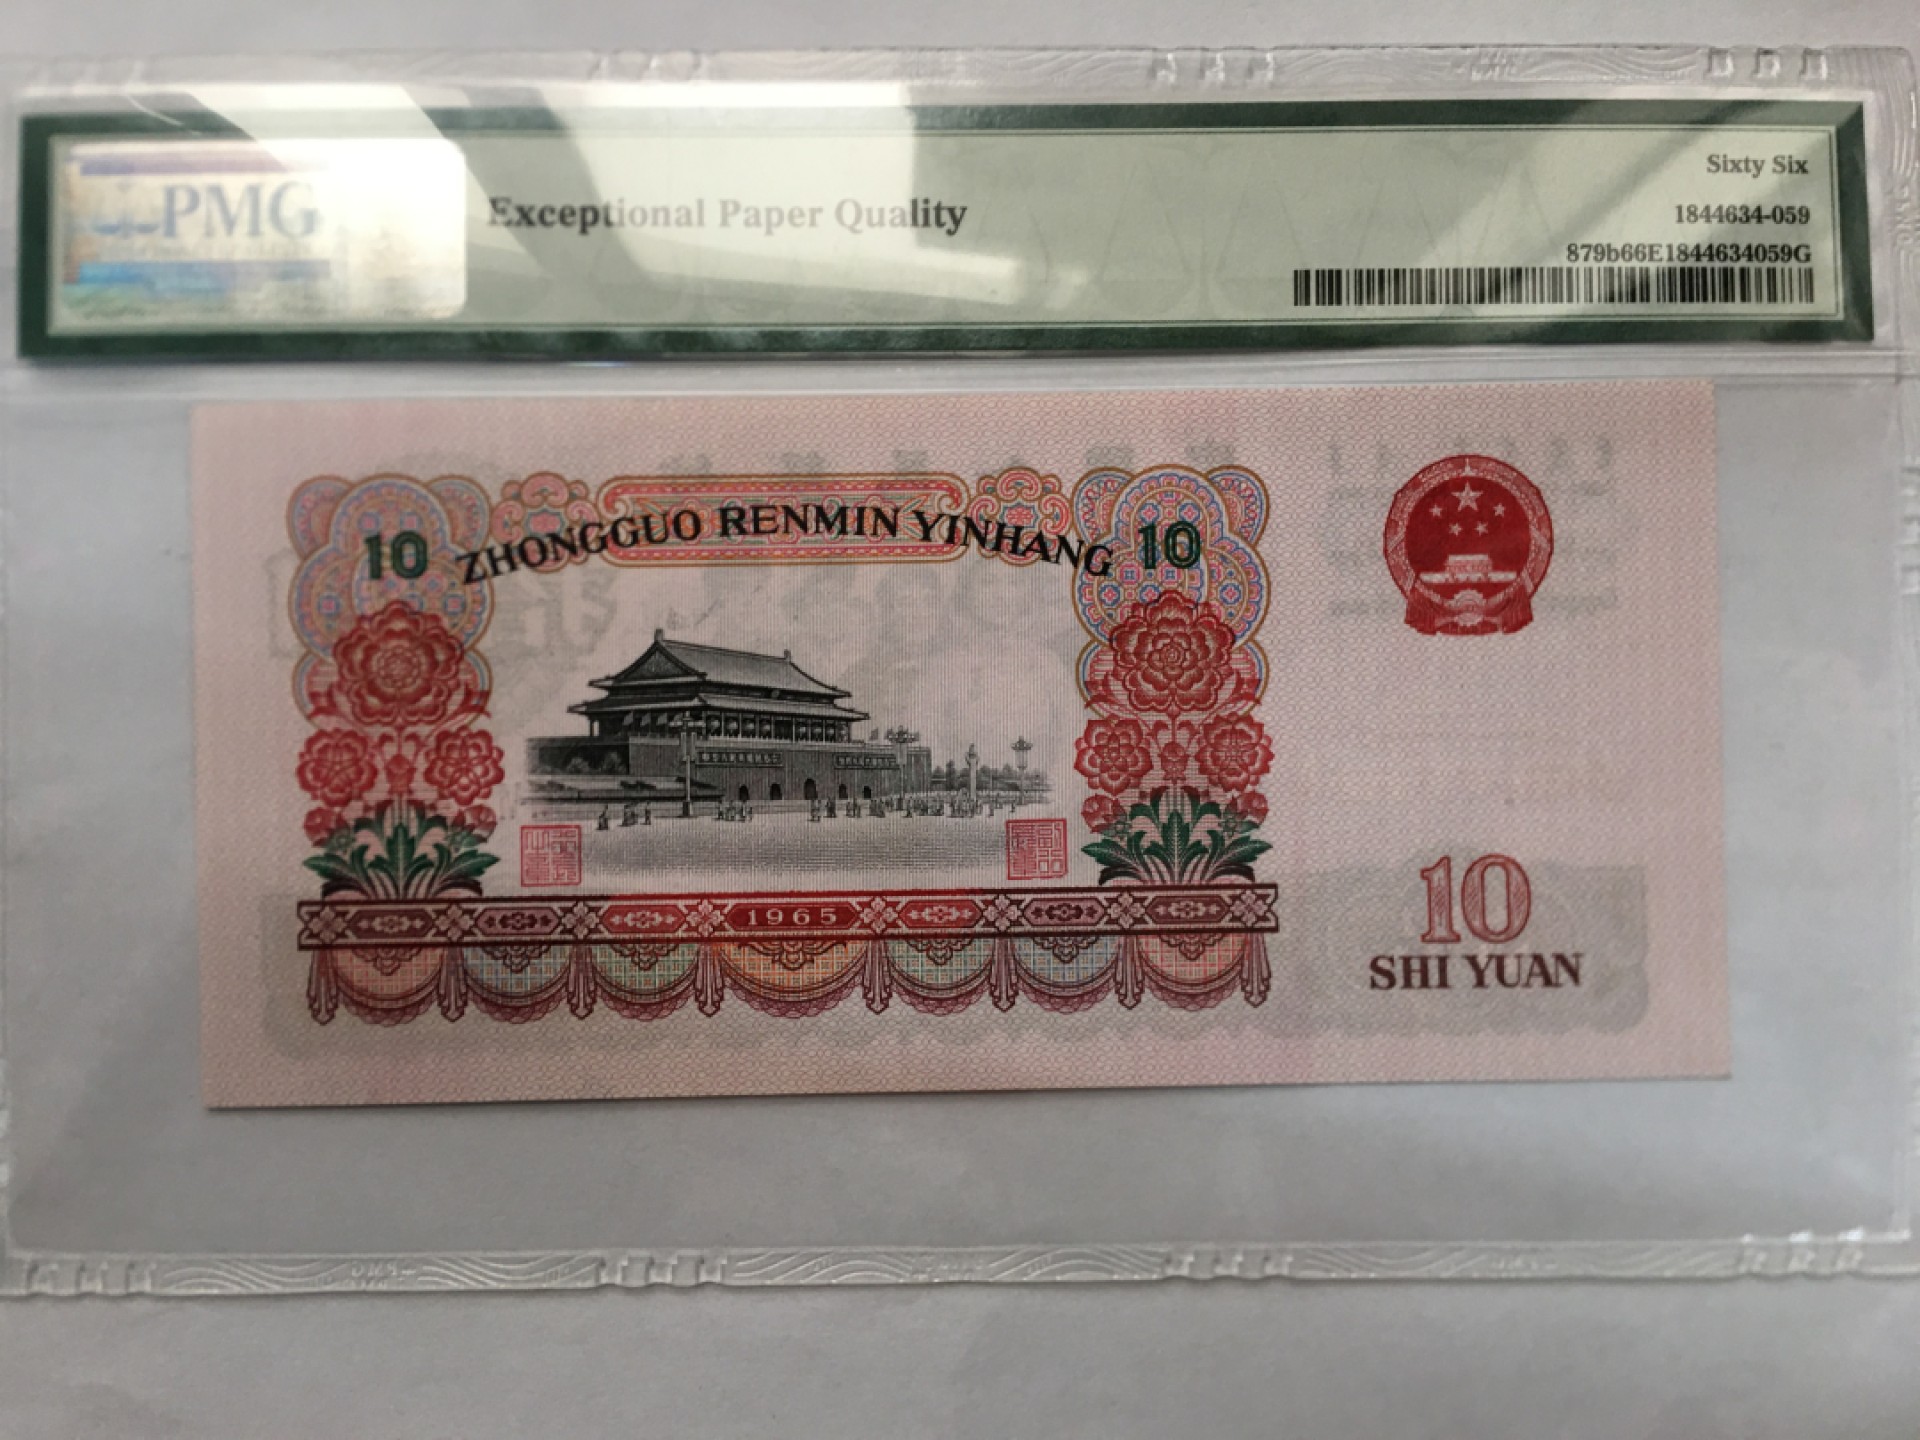 PMG
Exceptional Paper Quality
Sixty Six
1844634-059
879b66E1844634059G
10 ZHONGGUO RENMIN YINHANG 10
1965
10
SHI YUAN